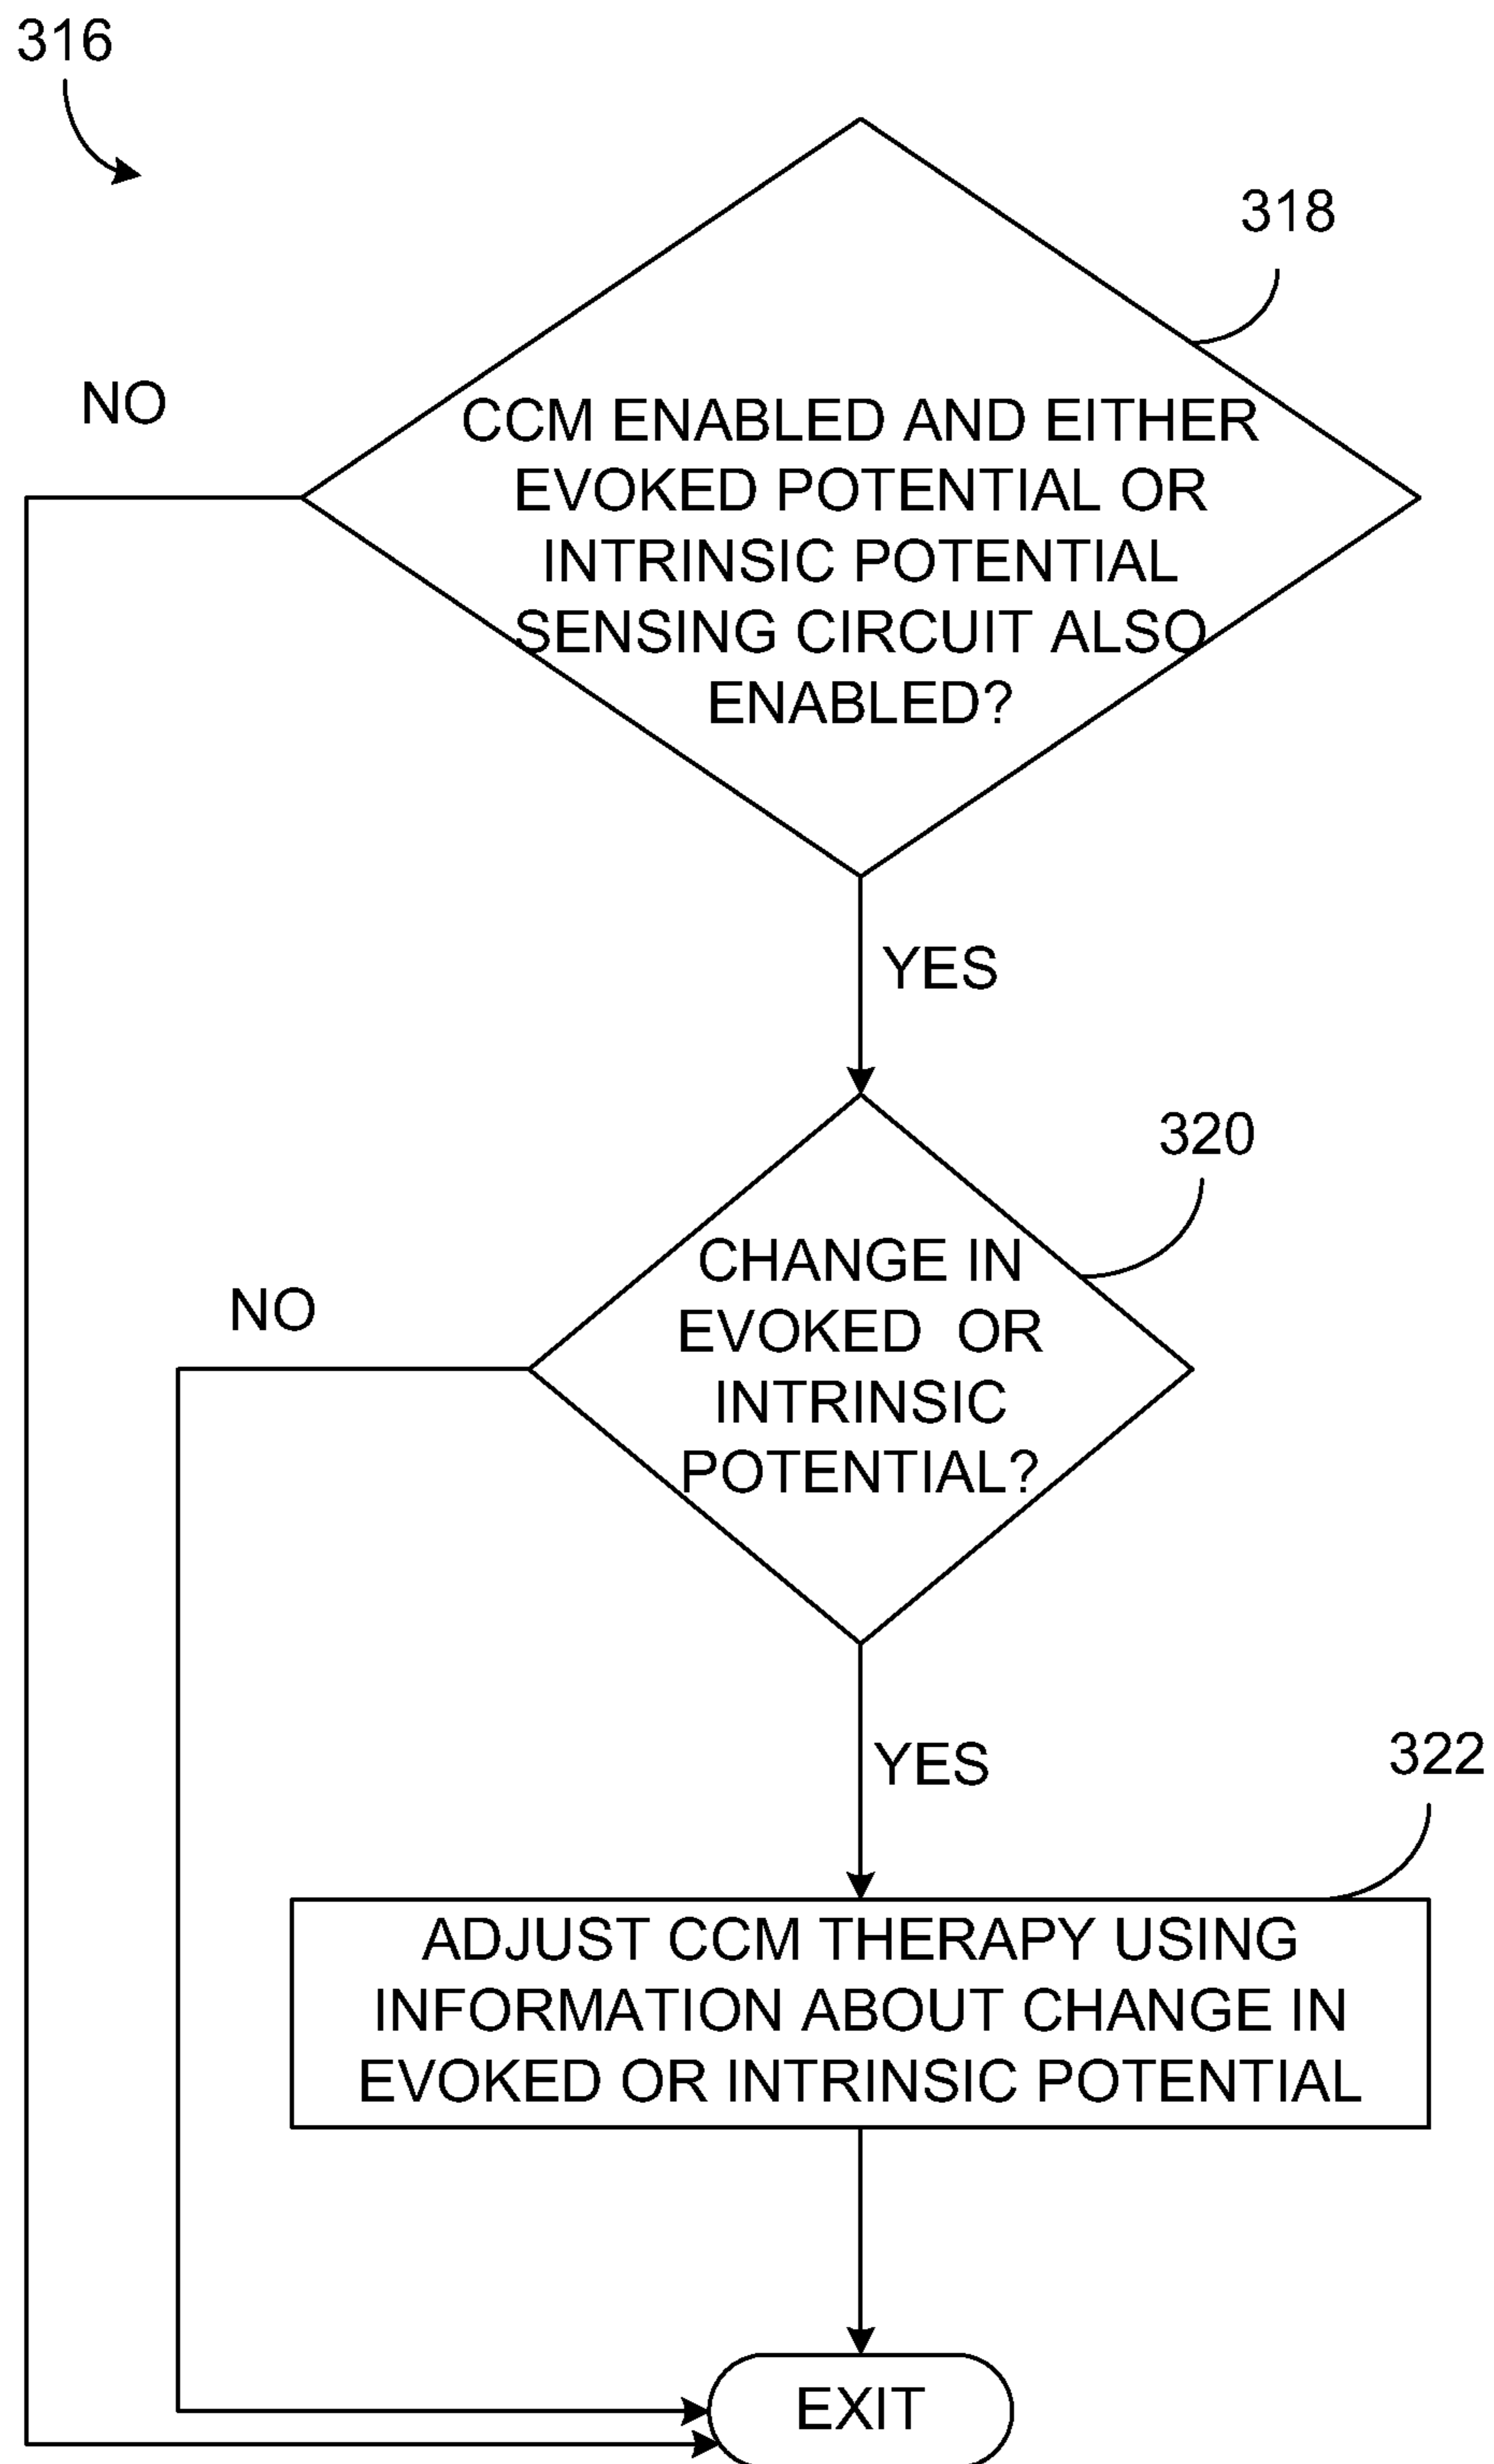 316
318
NO
CCM ENABLED AND EITHER
EVOKED POTENTIAL OR
INTRINSIC POTENTIAL
SENSING CIRCUIT ALSO
ENABLED?
YES
320
CHANGE IN
EVOKED OR
INTRINSIC
POTENTIAL?
NO
YES
322
ADJUST CCM THERAPY USING
INFORMATION ABOUT CHANGE IN
EVOKED OR INTRINSIC POTENTIAL
EXIT